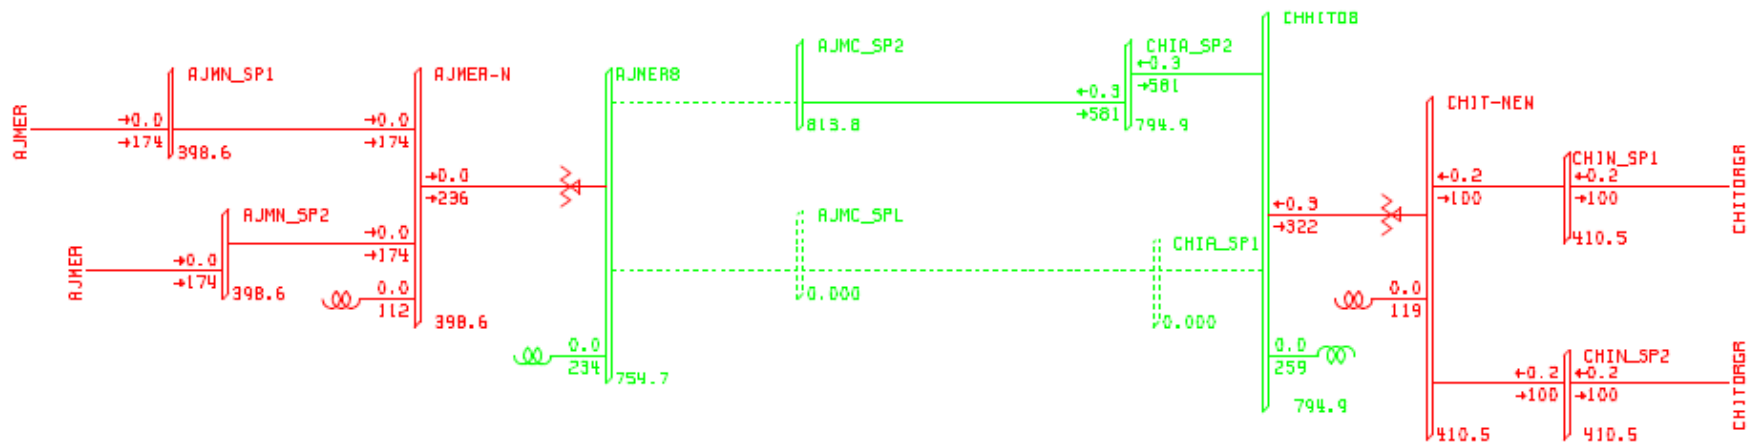 AJMER
→0.0
→174
AJMN_SP1
398.6
→0.0
→174
AJMER-N
→0.0
→236
AJMER
→0.0
→174
AJMN_SP2
398.6
→0.0
→174
0.0
112
398.6
AJMER8
0.0
234
754.7
AJMC_SP2
813.8
←0.3
→581
CHIA_SP2
←0.3
→581
794.9
AJMC_SPL
0.000
CHIA_SP1
0.000
CHHIT08
←0.3
→322
0.0
259
794.9
CHIT-NEW
←0.2
→100
CHIN_SP1
←0.2
→100
410.5
CHITORGR
0.0
119
←0.2
→100
410.5
CHIN_SP2
←0.2
→100
410.5
CHITORGR